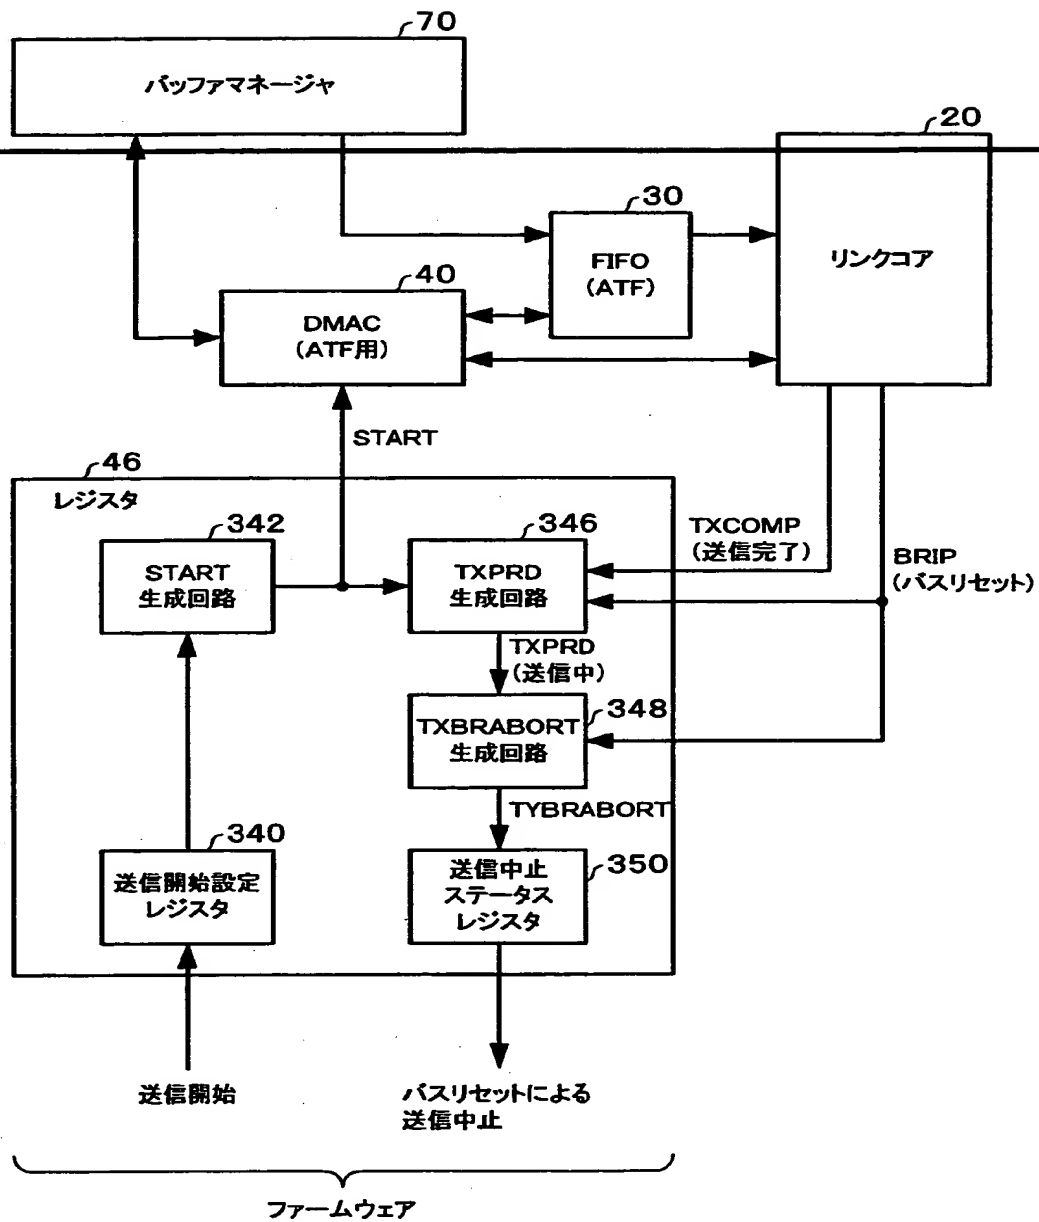 70
バッファマネージャ
20
リンクコア
30
FIFO
(ATF)
40
DMAC
(ATF用)
START
46
レジスタ
342
START
生成回路
346
TXPRD
生成回路
TXCOMP
(送信完了)
BRIP
(バスリセット)
TXPRD
(送信中)
348
TXBRABORT
生成回路
TYBRABORT
340
送信開始設定
レジスタ
350
送信中止
ステータス
レジスタ
送信開始
バスリセットによる
送信中止
ファームウェア